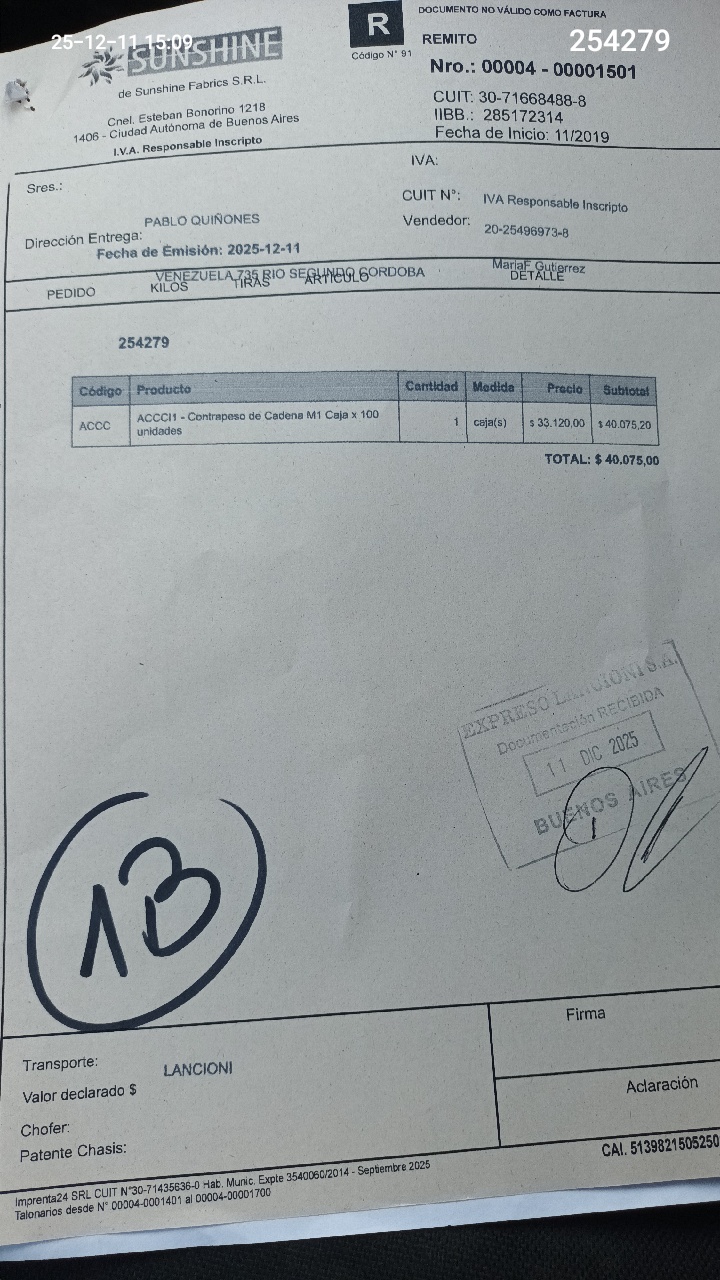 25-12-11 15:09
254279
SUNSHINE
de Sunshine Fabrics S.R.L.
Cnel. Esteban Bonorino 1218
1406 - Ciudad Autónoma de Buenos Aires
I.V.A. Responsable Inscripto
R
Código N° 91
DOCUMENTO NO VÁLIDO COMO FACTURA
REMITO
Nro.: 00004 - 00001501
CUIT: 30-71668488-8
IIBB.: 285172314
Fecha de Inicio: 11/2019
Sres.:
PABLO QUIÑONES
Dirección Entrega:
Fecha de Emisión: 2025-12-11
VENEZUELA 735 RIO SEGUNDO CORDOBA
IVA:
CUIT N°: IVA Responsable Inscripto
Vendedor: 20-25496973-8
MariaF Gutierrez
PEDIDO KILOS TIRAS ARTICULO DETALLE
254279
Código Producto Cantidad Medida Precio Subtotal
ACCC ACCCI1 - Contrapeso de Cadena M1 Caja x 100 unidades 1 caja(s) $ 33.120,00 $ 40.075,20
TOTAL: $ 40.075,00
EXPRESO LANCIONI S.A.
Documentación RECIBIDA
11 DIC 2025
BUENOS AIRES
1
1B
Transporte: LANCIONI
Valor declarado $
Chofer:
Patente Chasis:
Firma
Aclaración
CAI. 5139821505250
Imprenta24 SRL CUIT N°30-71435636-0 Hab. Munic. Expte 3540060/2014 - Septiembre 2025
Talonarios desde N° 00004-0001401 al 00004-00001700